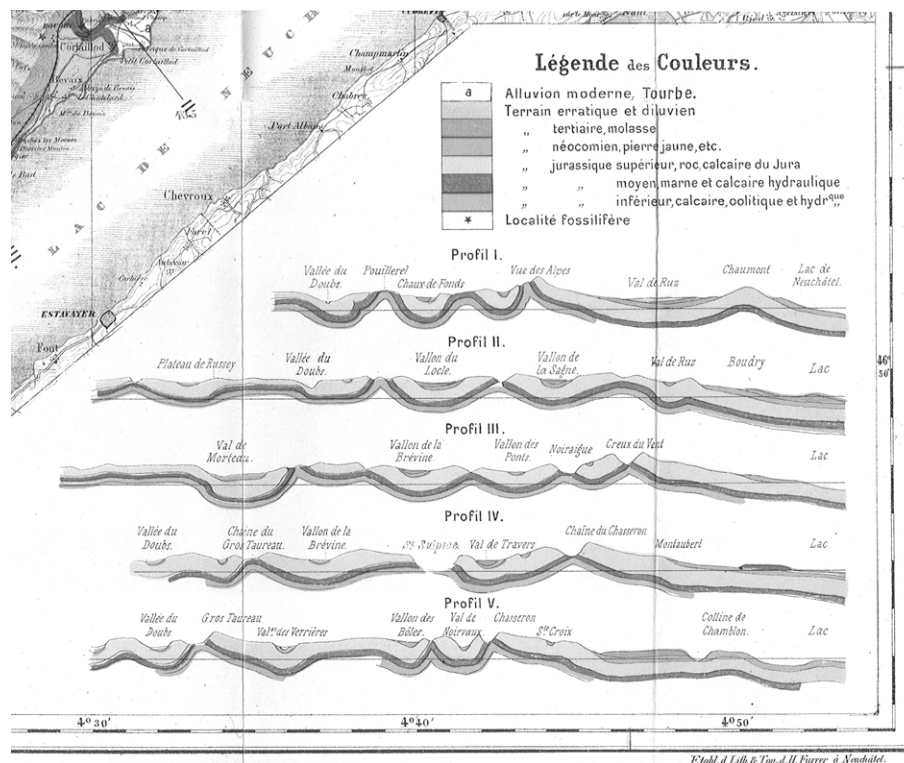 Cortaillod
Petit Cortaillod
Bevaix
Chatelard
LAC DE NEUCH
Champmartin
Chabrey
Port Alban
Chevroux
ESTAVAYER
Font
Légende des Couleurs.
a Alluvion moderne, Tourbe.
Terrain erratique et diluvien
„ tertiaire, molasse
„ néocomien, pierre jaune, etc.
„ jurassique supérieur, roc, calcaire du Jura
„ „ moyen, marne et calcaire hydraulique
„ „ inférieur, calcaire, oolitique et hydrque „
* Localité fossilifère
Profil I.
Vallée du Doubs.
Pouillerel
Chaux de Fonds
Vue des Alpes
Val de Ruz
Chaumont
Lac de Neuchâtel.
Profil II.
Plateau de Russey
Vallée du Doubs.
Vallon du Locle.
Vallon de la Sagne.
Val de Ruz
Boudry
Lac
46°
50'
Profil III.
Val de Morteau.
Vallon de la Brévine
Vallon des Ponts.
Noiraigue
Creux du Vent
Lac
Profil IV.
Vallée du Doubs.
Chaîne du Gros Taureau.
Vallon de la Brévine.
St Sulpice
Val de Travers
Chaîne du Chasseron
Montaubert
Lac
Profil V.
Vallée du Doubs
Gros Taureau
Val. des Verrières
Vallon des Bôles.
Val de Noirvaux
Chasseron
Ste Croix
Colline de Chamblon.
Lac
4° 30'
4° 40'
4° 50'
Etabl. d. Lith & Ton. d. H. Furrer à Neuchâtel.